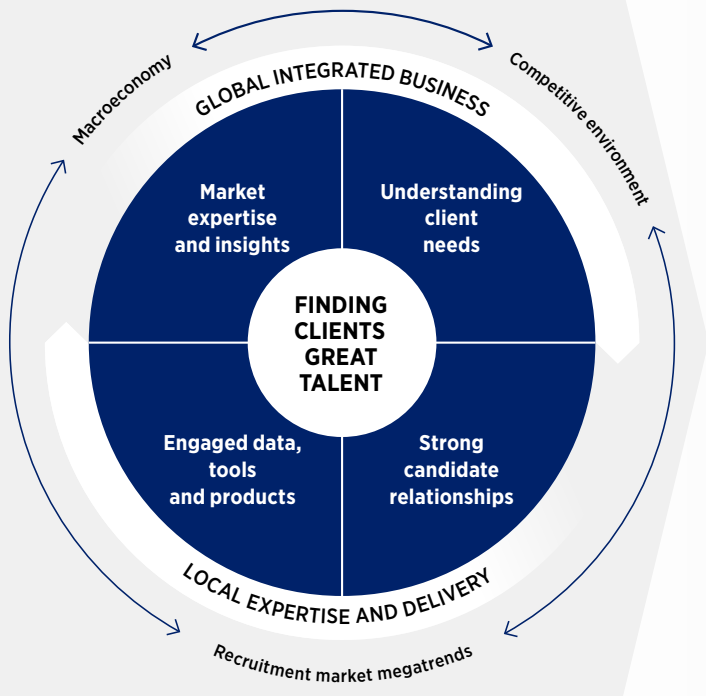 Macroeconomy
Competitive environment
GLOBAL INTEGRATED BUSINESS
Market
expertise
and insights
Understanding
client
needs
FINDING
CLIENTS
GREAT
TALENT
Engaged data,
tools
and products
Strong
candidate
relationships
LOCAL EXPERTISE AND DELIVERY
Recruitment market megatrends